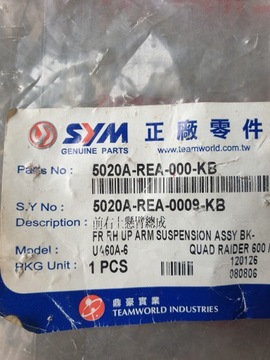 SYM 正廠零件
GENUINE PARTS www.teamworld.com.tw
Parts No : 5020A-REA-000-KB
S.Y No : 5020A-REA-0009-KB
Description : 前右上懸臂總成
FR RH UP ARM SUSPENSION ASSY BK-
Model : UA60A-6 QUAD RAIDER 600
PKG Unit : 1 PCS 120126
080806
鼎豪實業
TEAMWORLD INDUSTRIES